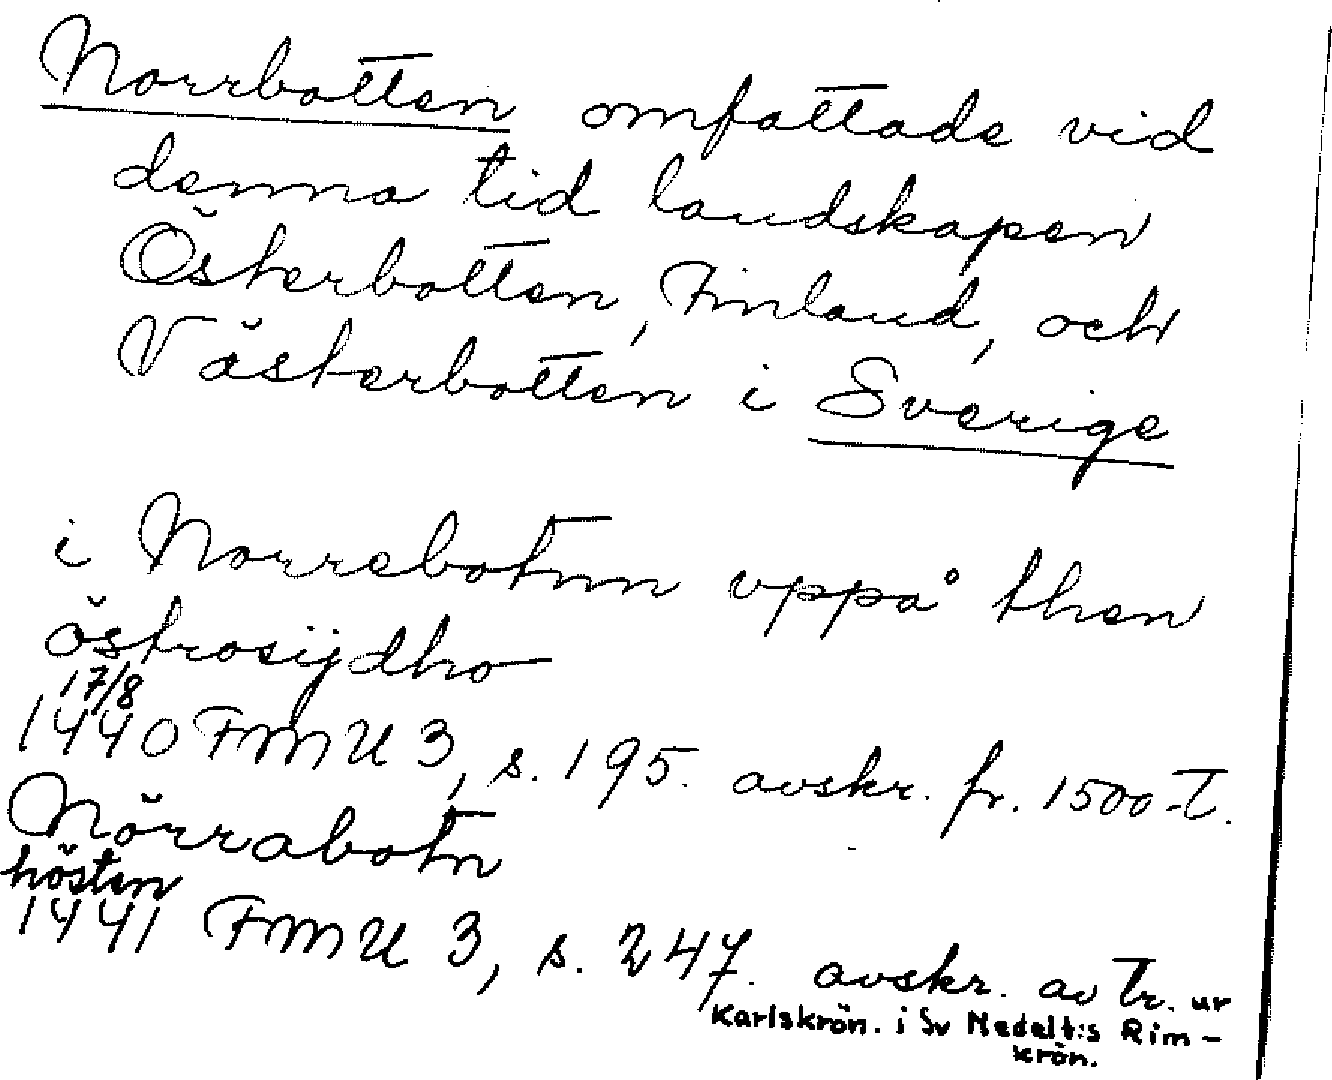 Norrbotten omfattade vid
denna tid landskapen
Österbotten, Finland, och
Västerbotten i Sverige
i Norrebotnn uppå then
östrosijdho
17/8
1440 FMU 3, s. 195. avskr. fr. 1500-t.
Nörrabotn
hösten
1441 FMU 3, s. 247. avskr. av Tr. ur
Karlskrön. i Sv Medelt:s Rim-
krön.